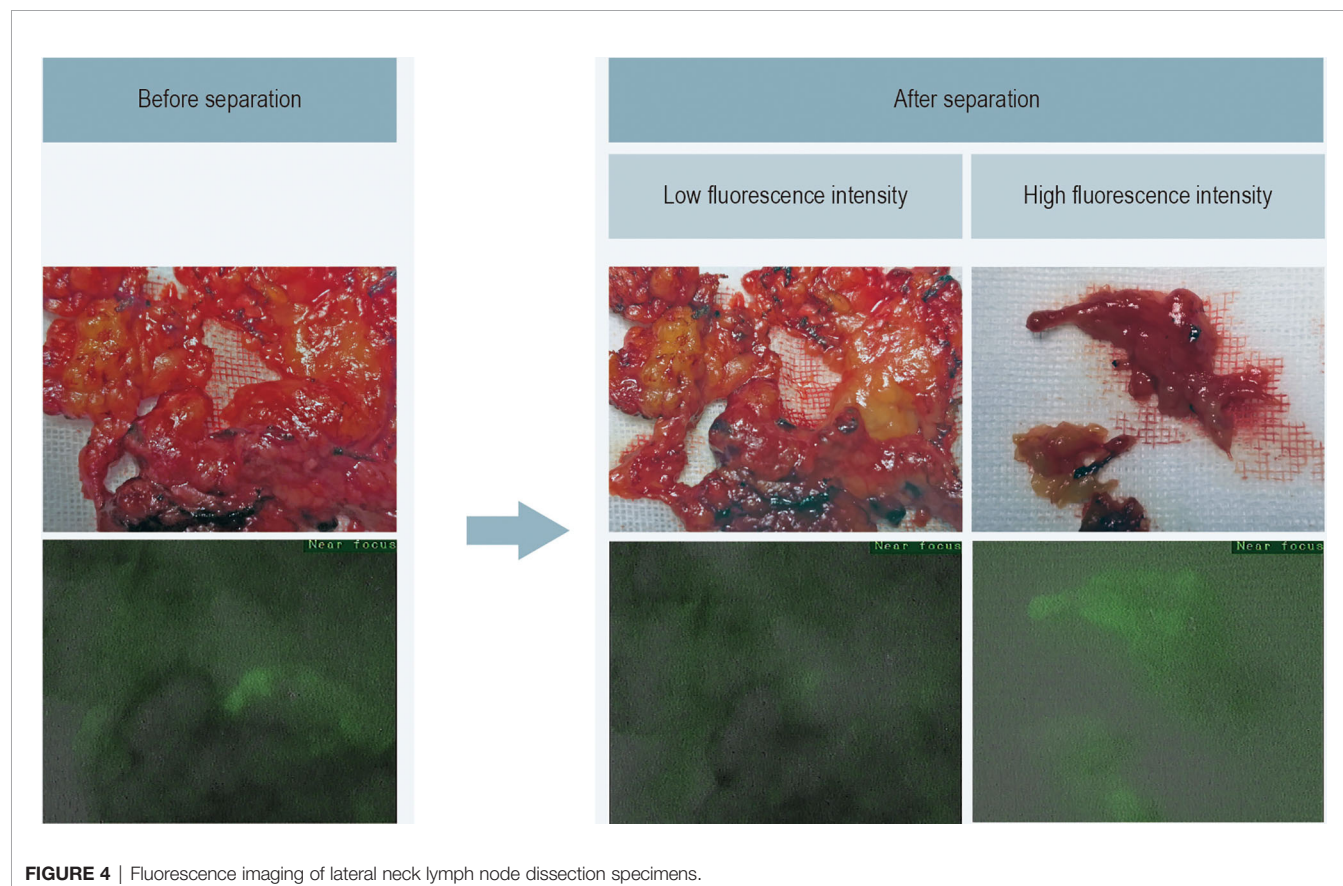 Before separation
After separation
Low fluorescence intensity
High fluorescence intensity
Near focus
Near focus
Near focus
FIGURE 4 | Fluorescence imaging of lateral neck lymph node dissection specimens.